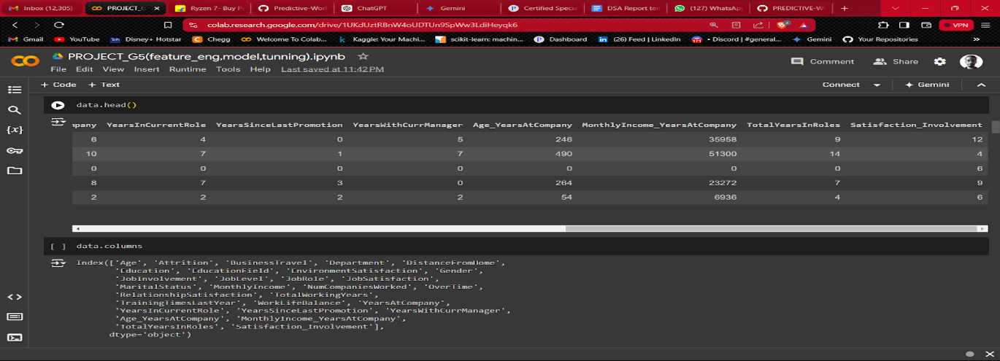 Inbox (12,305) PROJECT_G Ryzen 7- Buy P Predictive-Wor ChatGPT Gemini Certified Specia DSA Report ten (127) WhatsAp PREDICTIVE-W
colab.research.google.com/drive/1UKdUztRBnW4oUDTUn9SpWw3LdiHeyqk6 VPN
Gmail YouTube Disney+ Hotstar Chegg Welcome To Colab... Kaggle: Your Machi... scikit-learn: machin... Dashboard (26) Feed | LinkedIn • Discord | #general... Gemini Your Repositories
PROJECT_G5(feature_eng,model,tunning).ipynb
Comment Share
File Edit View Insert Runtime Tools Help Last saved at 11:42 PM
+ Code + Text Connect Gemini
data.head()
npany YearsInCurrentRole YearsSinceLastPromotion YearsWithCurrManager Age_YearsAtCompany MonthlyIncome_YearsAtCompany TotalYearsInRoles Satisfaction_Involvement
6 4 0 5 246 35958 9 12
10 7 1 7 490 51300 14 4
0 0 0 0 0 0 0 6
8 7 3 0 264 23272 7 9
2 2 2 2 54 6936 4 6
[ ] data.columns
Index(['Age', 'Attrition', 'BusinessTravel', 'Department', 'DistanceFromHome',
'Education', 'EducationField', 'EnvironmentSatisfaction', 'Gender',
'JobInvolvement', 'JobLevel', 'JobRole', 'JobSatisfaction',
'MaritalStatus', 'MonthlyIncome', 'NumCompaniesWorked', 'OverTime',
'RelationshipSatisfaction', 'TotalWorkingYears',
'TrainingTimesLastYear', 'WorkLifeBalance', 'YearsAtCompany',
'YearsInCurrentRole', 'YearsSinceLastPromotion', 'YearsWithCurrManager',
'Age_YearsAtCompany', 'MonthlyIncome_YearsAtCompany',
'TotalYearsInRoles', 'Satisfaction_Involvement'],
dtype='object')